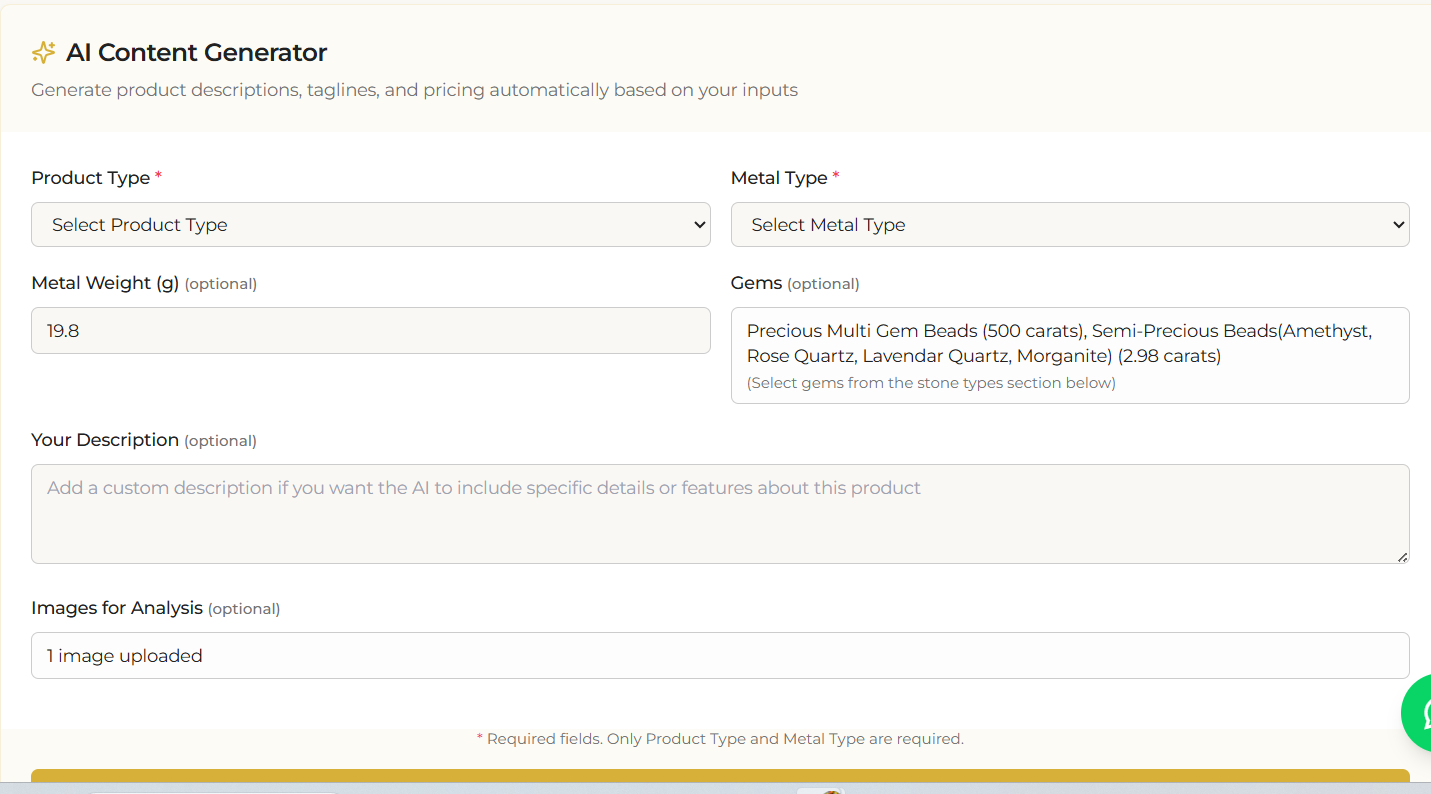 AI Content Generator
Generate product descriptions, taglines, and pricing automatically based on your inputs
Product Type *
Metal Type *
Select Product Type
Select Metal Type
Metal Weight (g) (optional)
Gems (optional)
19.8
Precious Multi Gem Beads (500 carats), Semi-Precious Beads(Amethyst,
Rose Quartz, Lavendar Quartz, Morganite) (2.98 carats)
(Select gems from the stone types section below)
Your Description (optional)
Add a custom description if you want the AI to include specific details or features about this product
Images for Analysis (optional)
1 image uploaded
* Required fields. Only Product Type and Metal Type are required.